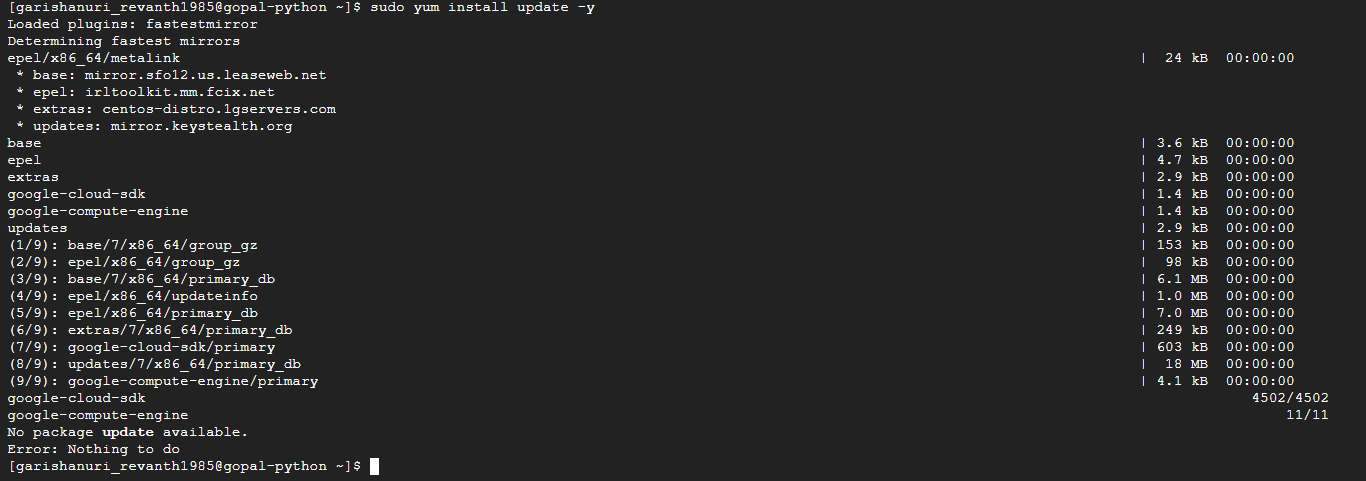 [garishanuri_revanth1985@gopal-python ~]$ sudo yum install update -y
Loaded plugins: fastestmirror
Determining fastest mirrors
epel/x86_64/metalink | 24 kB 00:00:00
* base: mirror.sfo12.us.leaseweb.net
* epel: irltoolkit.mm.fcix.net
* extras: centos-distro.1gservers.com
* updates: mirror.keystealth.org
base | 3.6 kB 00:00:00
epel | 4.7 kB 00:00:00
extras | 2.9 kB 00:00:00
google-cloud-sdk | 1.4 kB 00:00:00
google-compute-engine | 1.4 kB 00:00:00
updates | 2.9 kB 00:00:00
(1/9): base/7/x86_64/group_gz | 153 kB 00:00:00
(2/9): epel/x86_64/group_gz | 98 kB 00:00:00
(3/9): base/7/x86_64/primary_db | 6.1 MB 00:00:00
(4/9): epel/x86_64/updateinfo | 1.0 MB 00:00:00
(5/9): epel/x86_64/primary_db | 7.0 MB 00:00:00
(6/9): extras/7/x86_64/primary_db | 249 kB 00:00:00
(7/9): google-cloud-sdk/primary | 603 kB 00:00:00
(8/9): updates/7/x86_64/primary_db | 18 MB 00:00:00
(9/9): google-compute-engine/primary | 4.1 kB 00:00:00
google-cloud-sdk 4502/4502
google-compute-engine 11/11
No package update available.
Error: Nothing to do
[garishanuri_revanth1985@gopal-python ~]$